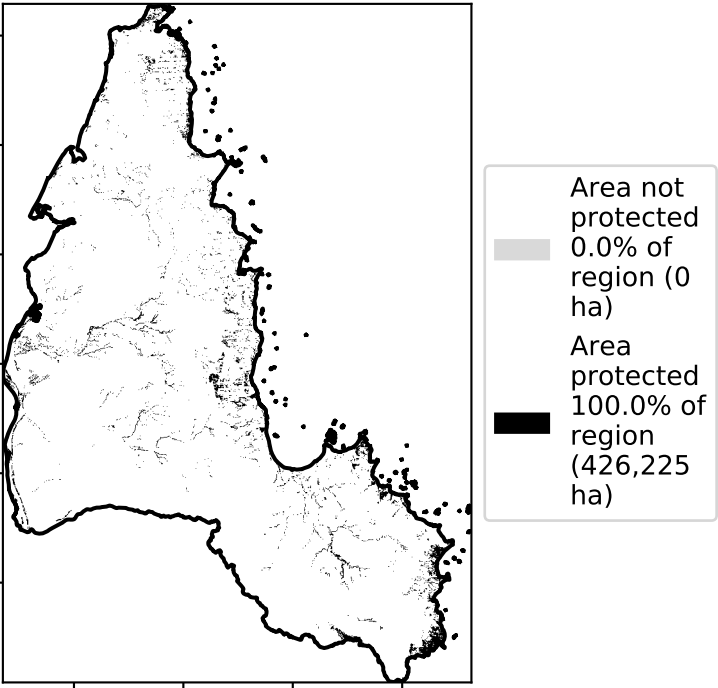 Area not
protected
0.0% of
region (0
ha)
Area
protected
100.0% of
region
(426,225
ha)